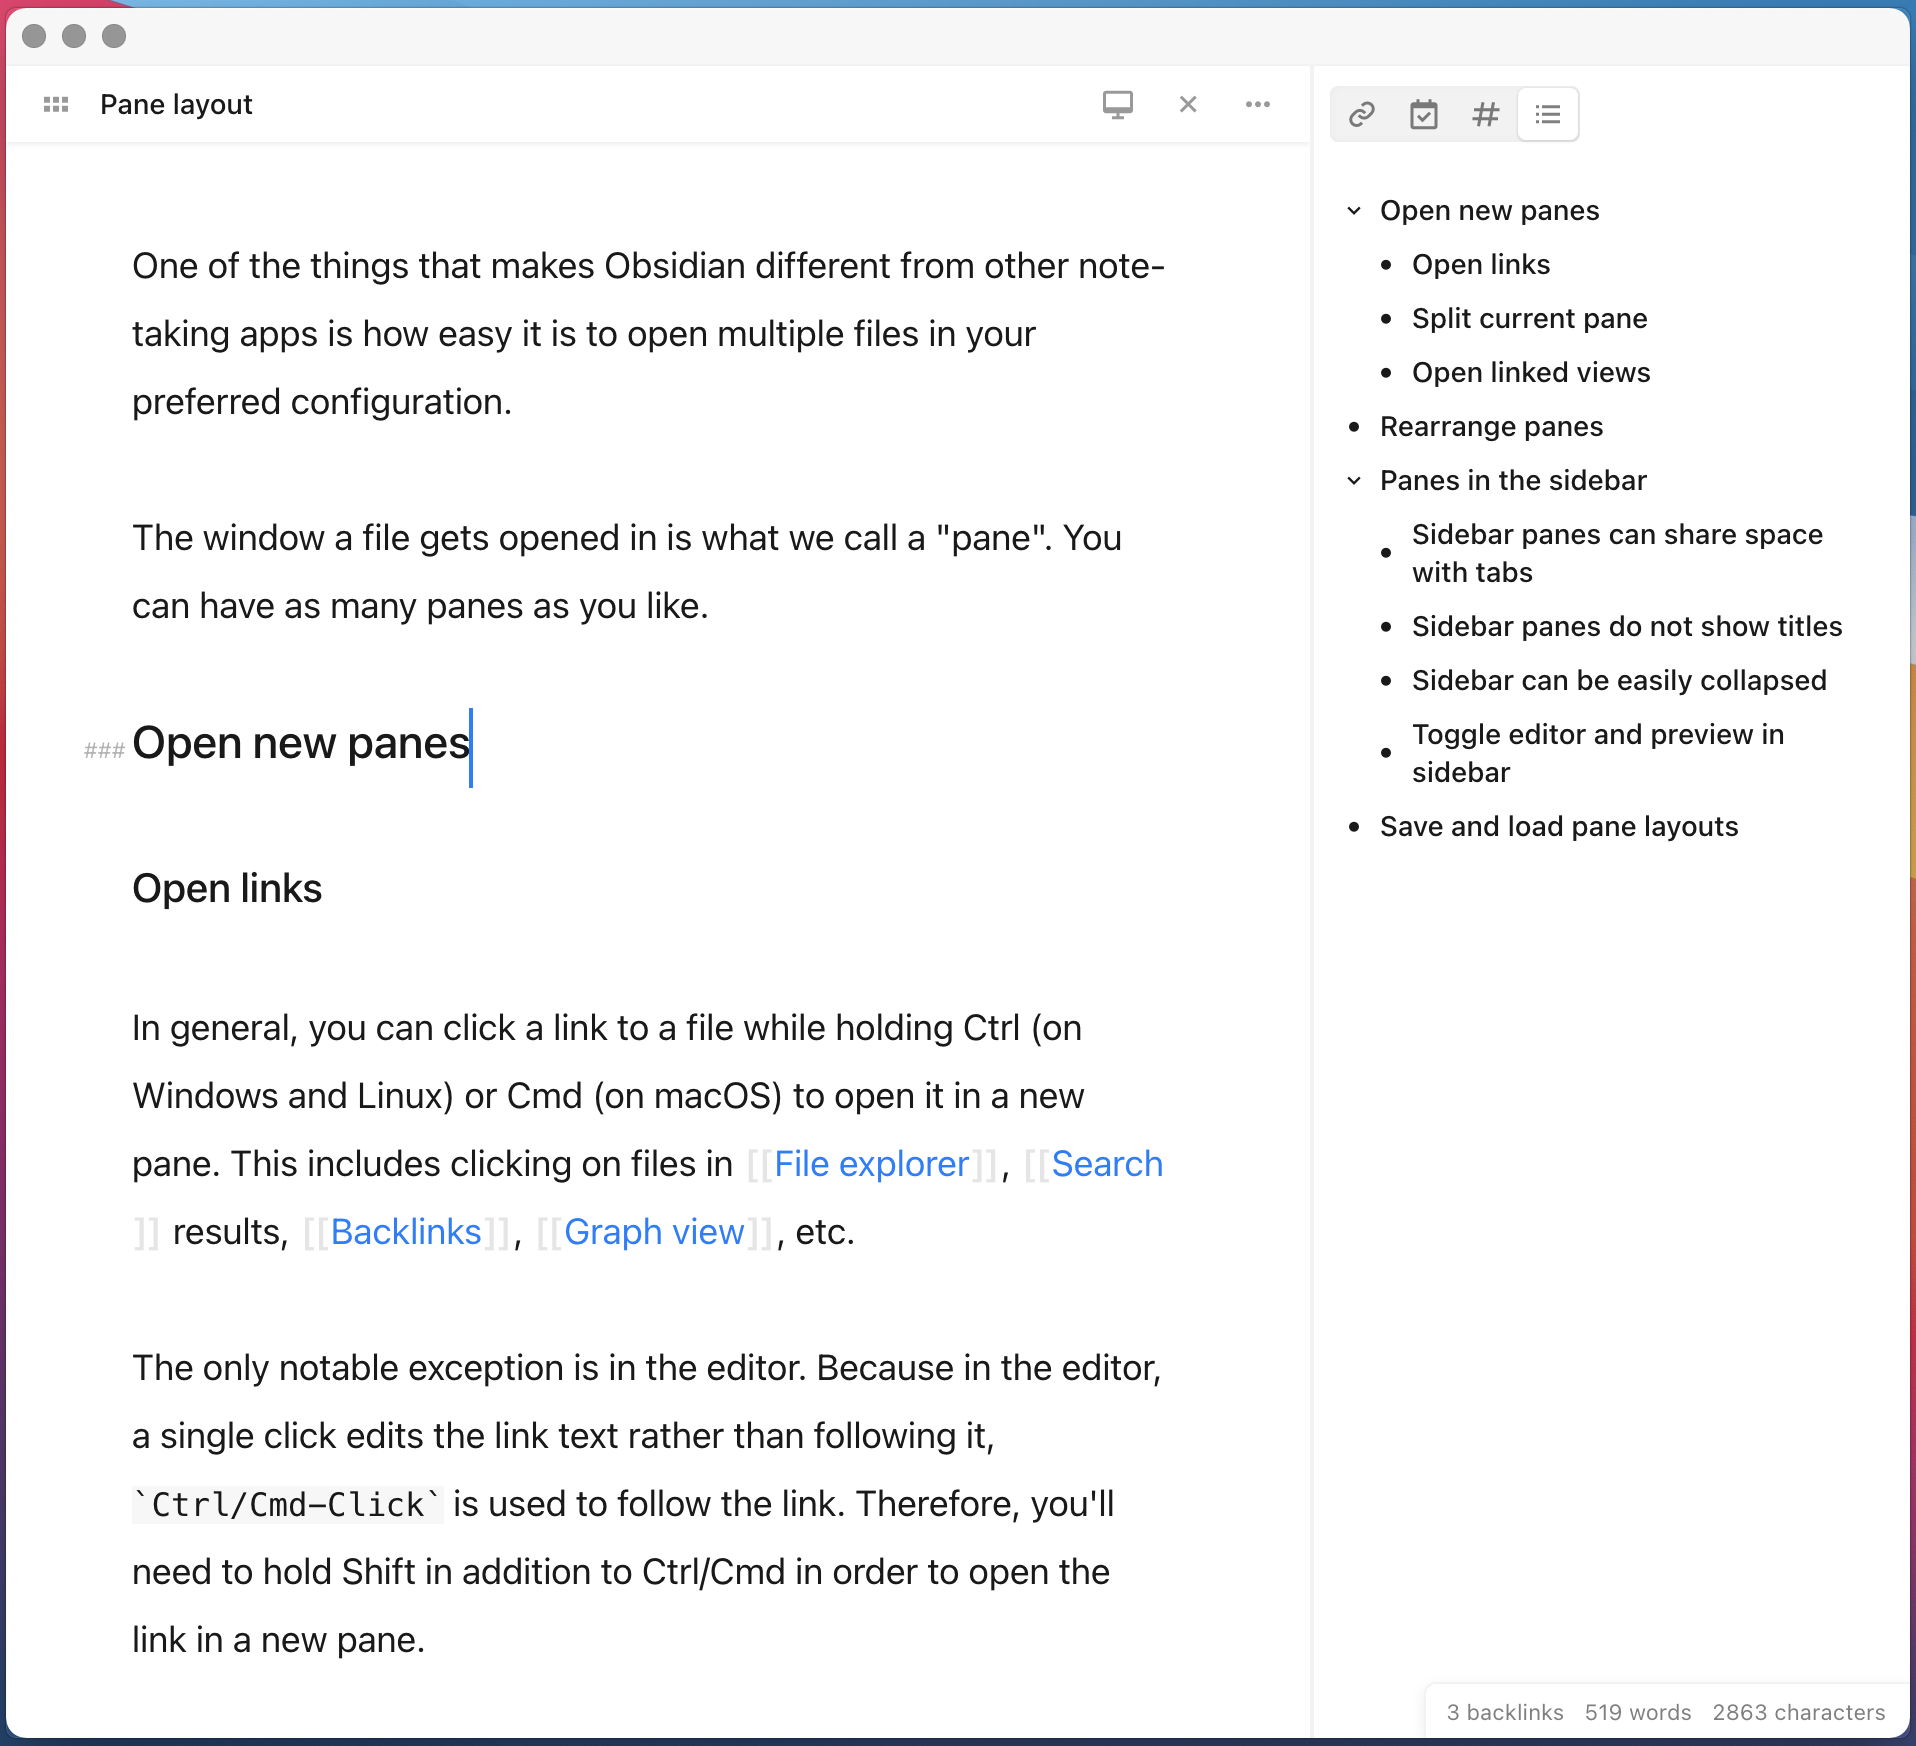 Pane layout
One of the things that makes Obsidian different from other note-
taking apps is how easy it is to open multiple files in your
preferred configuration.
The window a file gets opened in is what we call a "pane". You
can have as many panes as you like.
### Open new panes
Open links
In general, you can click a link to a file while holding Ctrl (on
Windows and Linux) or Cmd (on macOS) to open it in a new
pane. This includes clicking on files in [[File explorer]], [[Search
]] results, [[Backlinks]], [[Graph view]], etc.
The only notable exception is in the editor. Because in the editor,
a single click edits the link text rather than following it,
`Ctrl/Cmd-Click` is used to follow the link. Therefore, you'll
need to hold Shift in addition to Ctrl/Cmd in order to open the
link in a new pane.
Open new panes
Open links
Split current pane
Open linked views
Rearrange panes
Panes in the sidebar
Sidebar panes can share space
with tabs
Sidebar panes do not show titles
Sidebar can be easily collapsed
Toggle editor and preview in
sidebar
Save and load pane layouts
3 backlinks 519 words 2863 characters